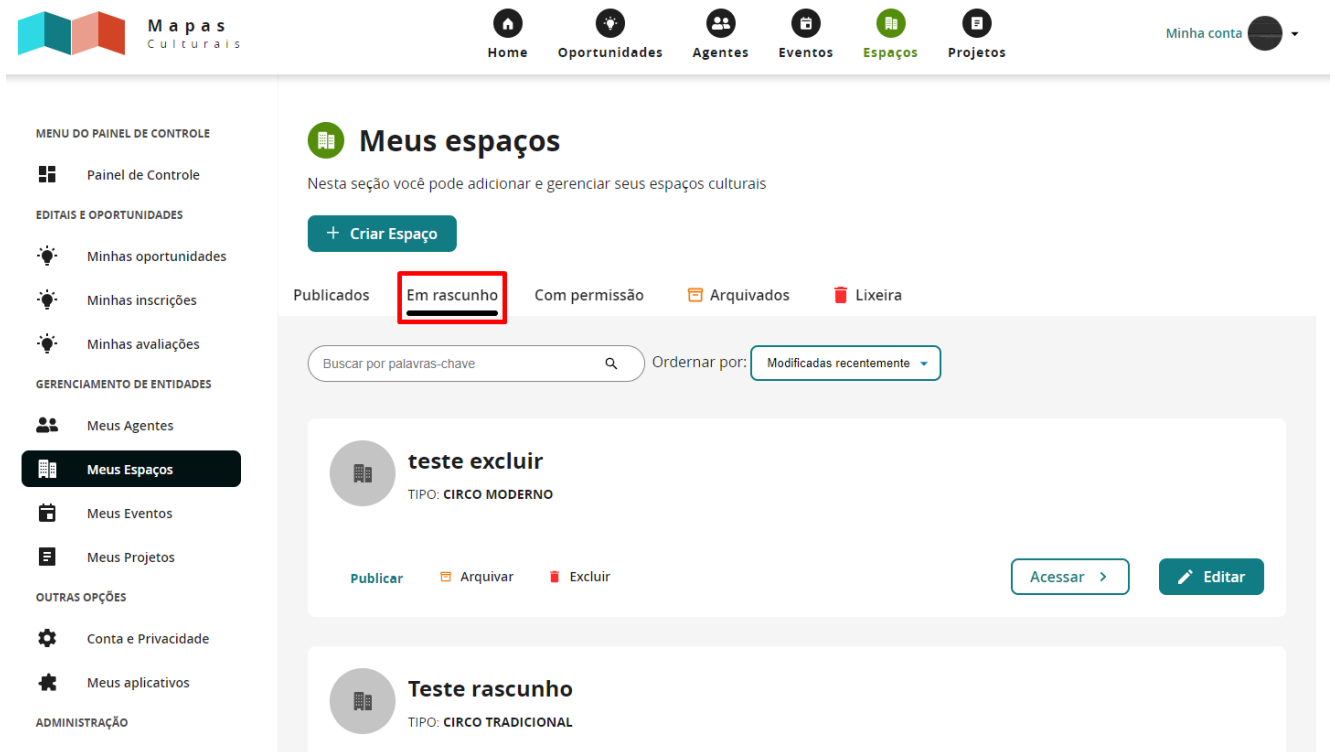 Mapas
Culturais
Home
Oportunidades
Agentes
Eventos
Espaços
Projetos
Minha conta
MENU DO PAINEL DE CONTROLE
Painel de Controle
EDITAIS E OPORTUNIDADES
Minhas oportunidades
Minhas inscrições
Minhas avaliações
GERENCIAMENTO DE ENTIDADES
Meus Agentes
Meus Espaços
Meus Eventos
Meus Projetos
OUTRAS OPÇÕES
Conta e Privacidade
Meus aplicativos
ADMINISTRAÇÃO
Meus espaços
Nesta seção você pode adicionar e gerenciar seus espaços culturais
+ Criar Espaço
Publicados
Em rascunho
Com permissão
Arquivados
Lixeira
Buscar por palavras-chave
Ordernar por:
Modificadas recentemente
teste excluir
TIPO: CIRCO MODERNO
Publicar
Arquivar
Excluir
Acessar >
Editar
Teste rascunho
TIPO: CIRCO TRADICIONAL